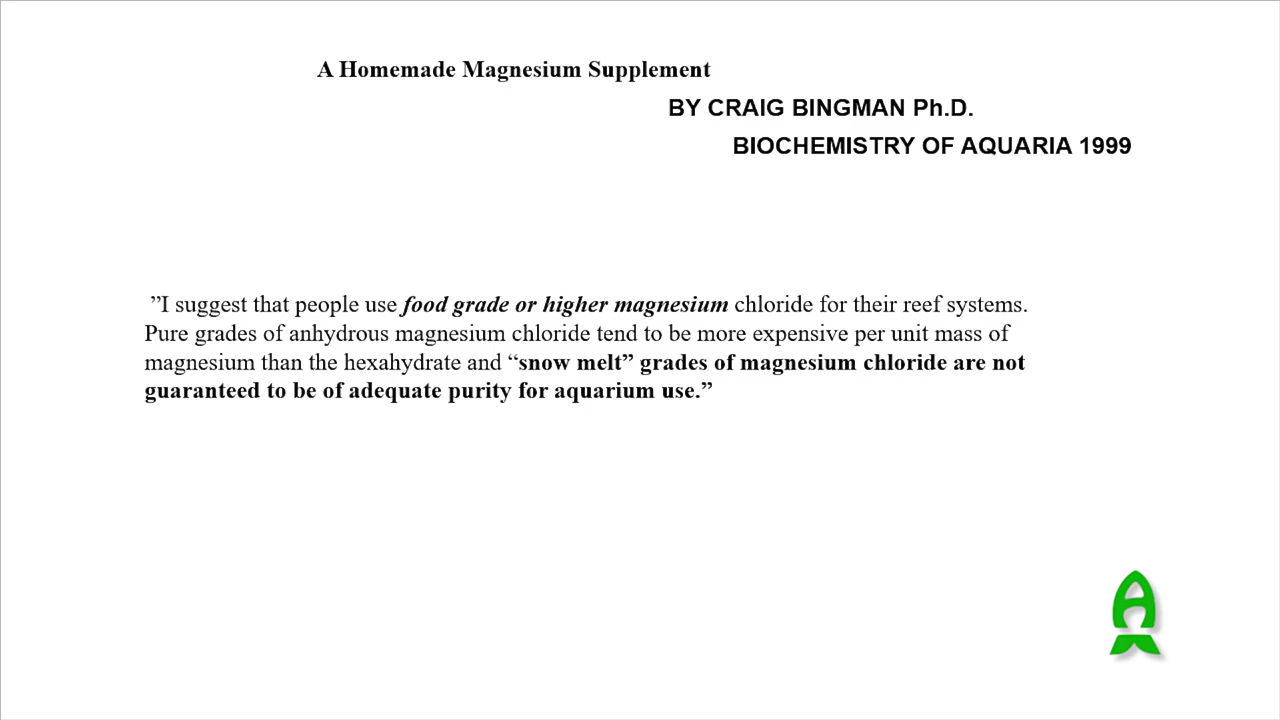 A Homemade Magnesium Supplement
BY CRAIG BINGMAN Ph.D.
BIOCHEMISTRY OF AQUARIA 1999
”I suggest that people use food grade or higher magnesium chloride for their reef systems.
Pure grades of anhydrous magnesium chloride tend to be more expensive per unit mass of
magnesium than the hexahydrate and “snow melt” grades of magnesium chloride are not
guaranteed to be of adequate purity for aquarium use.”